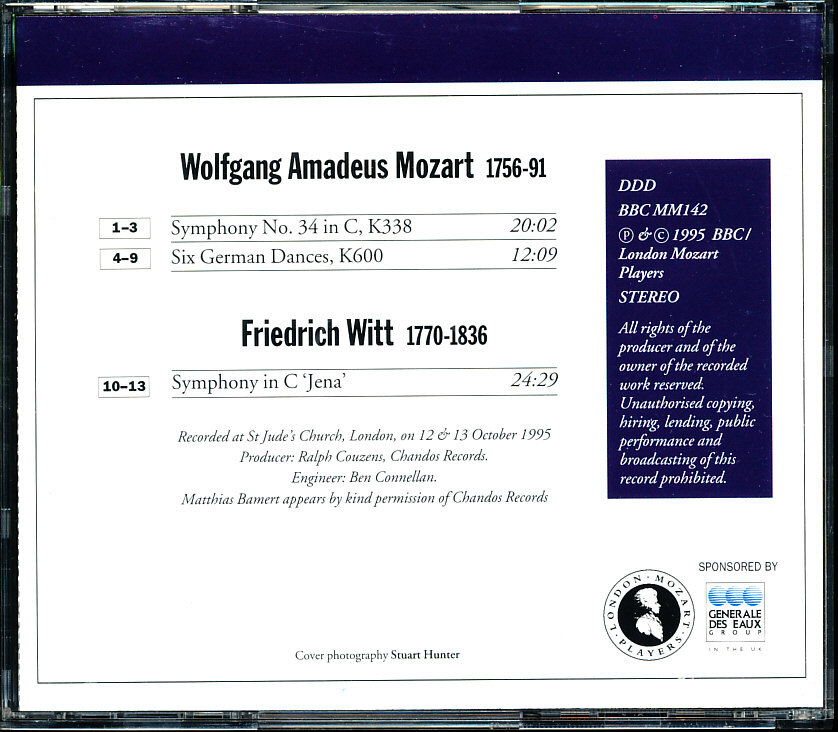 Wolfgang Amadeus Mozart 1756-91
1–3 Symphony No. 34 in C, K338 20:02
4–9 Six German Dances, K600 12:09
Friedrich Witt 1770-1836
10–13 Symphony in C ‘Jena’ 24:29
Recorded at St Jude’s Church, London, on 12 & 13 October 1995
Producer: Ralph Couzens, Chandos Records.
Engineer: Ben Connellan.
Matthias Bamert appears by kind permission of Chandos Records
Cover photography Stuart Hunter
DDD
BBC MM142
℗ & © 1995 BBC/
London Mozart
Players
STEREO
All rights of the
producer and of the
owner of the recorded
work reserved.
Unauthorised copying,
hiring, lending, public
performance and
broadcasting of this
record prohibited.
LONDON · MOZART · PLAYERS ·
SPONSORED BY
GENERALE
DES EAUX
GROUP
IN THE UK